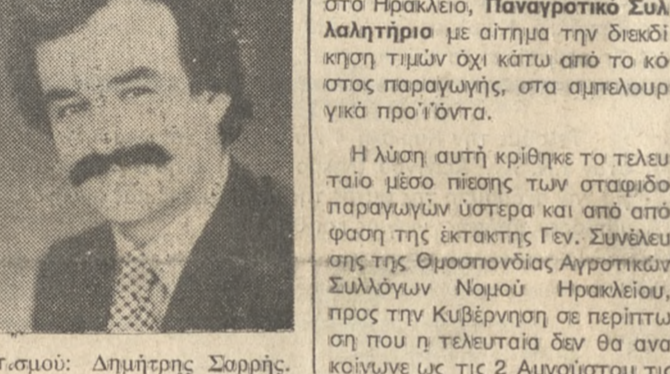 στο Ηράκλειο, Παναγροτικό Συλ
λαλητήριο με αίτημα την διεκδί
κηση τιμών όχι κάτω από το κό
στος παραγωγής, στα αμπελουρ
γικά προϊόντα.
Η λύση αυτή κρίθηκε το τελευ
ταίο μέσο πίεσης των σταφιδο
παραγωγών ύστερα και από από
φαση της έκτακτης Γεν. Συνέλευ
σης της Ομοσπονδίας Αγροτικών
Συλλόγων Νομού Ηρακλείου,
προς την Κυβέρνηση σε περίπτω
ση που η τελευταία δεν θα ανα
κοίνωνε ως τις 2 Αυγούστου τις
τισμού: Δημήτρης Σαρρής.